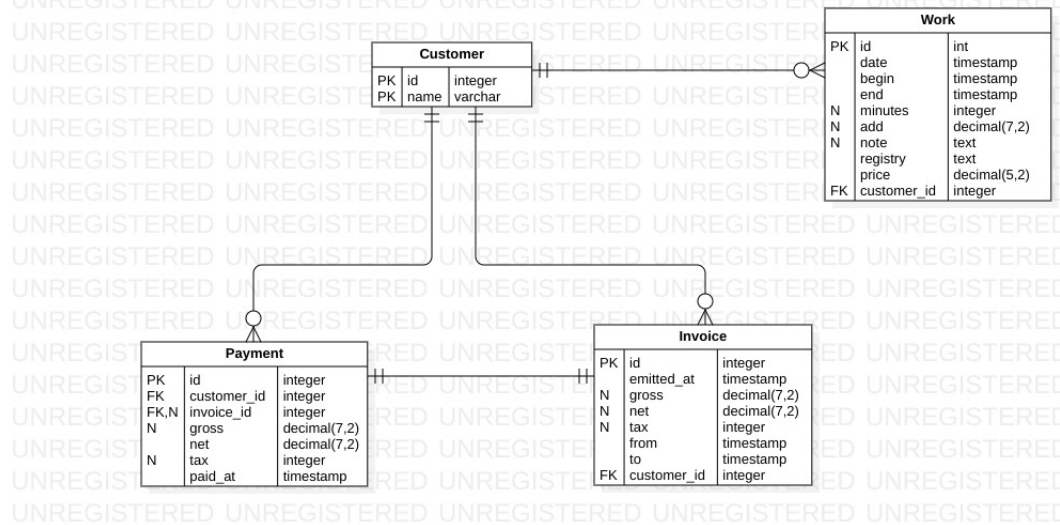 Work
PK id int
date timestamp
begin timestamp
end timestamp
N minutes integer
N add decimal(7,2)
N note text
registry text
price decimal(5,2)
FK customer_id integer
Customer
PK id integer
PK name varchar
Payment
PK id integer
FK customer_id integer
FK,N invoice_id integer
N gross decimal(7,2)
net decimal(7,2)
N tax integer
paid_at timestamp
Invoice
PK id integer
emitted_at timestamp
N gross decimal(7,2)
N net decimal(7,2)
N tax integer
from timestamp
to timestamp
FK customer_id integer
UNREGISTERED